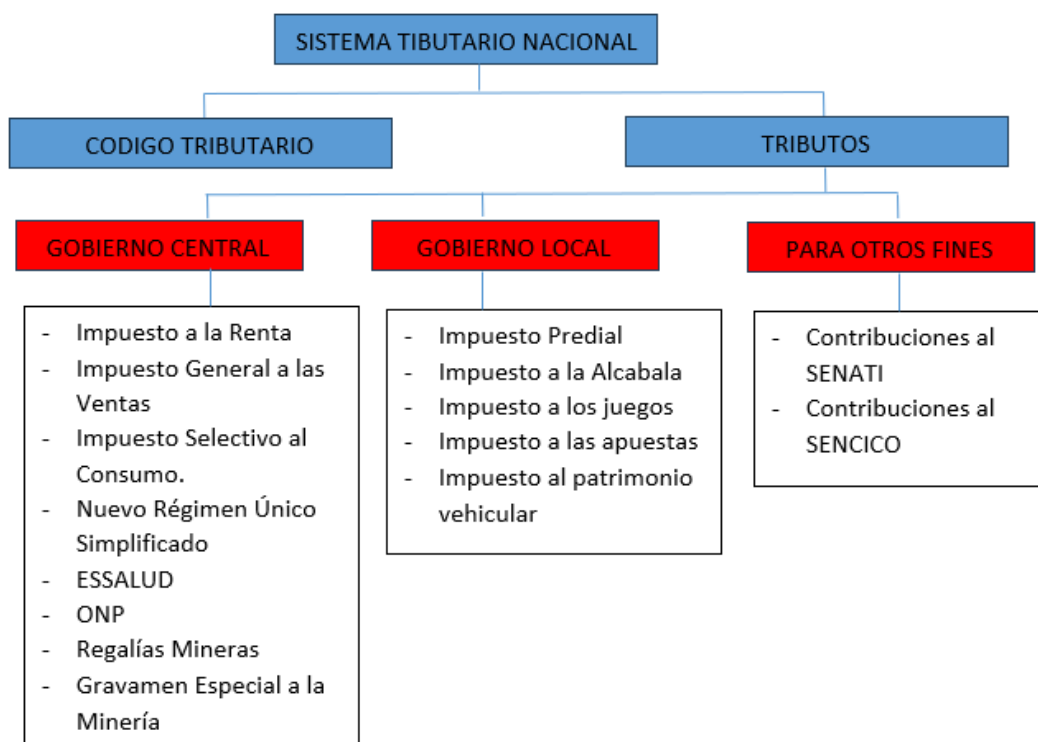 SISTEMA TIBUTARIO NACIONAL
CODIGO TRIBUTARIO
TRIBUTOS
GOBIERNO CENTRAL
- Impuesto a la Renta
- Impuesto General a las
Ventas
- Impuesto Selectivo al
Consumo.
- Nuevo Régimen Único
Simplificado
- ESSALUD
- ONP
- Regalías Mineras
- Gravamen Especial a la
Minería
GOBIERNO LOCAL
- Impuesto Predial
- Impuesto a la Alcabala
- Impuesto a los juegos
- Impuesto a las apuestas
- Impuesto al patrimonio
vehicular
PARA OTROS FINES
- Contribuciones al
SENATI
- Contribuciones al
SENCICO